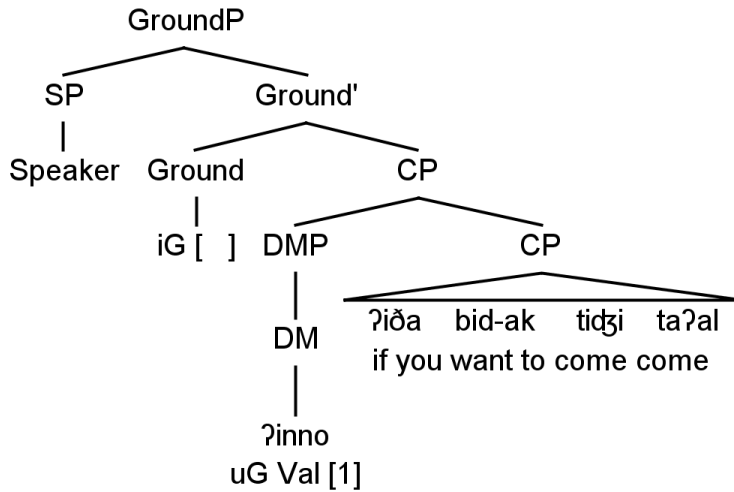 GroundP
SP Ground'
Speaker Ground CP
iG [ ] DMP CP
ʔiða bid-ak tiʤi taʔal
DM
if you want to come come
ʔinno
uG Val [1]